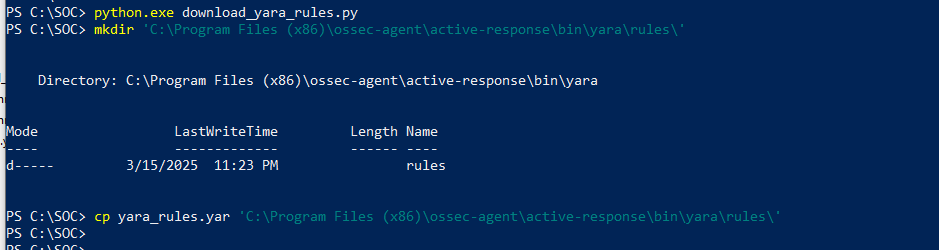 PS C:\SOC> python.exe download_yara_rules.py
PS C:\SOC> mkdir 'C:\Program Files (x86)\ossec-agent\active-response\bin\yara\rules\'
Directory: C:\Program Files (x86)\ossec-agent\active-response\bin\yara
Mode LastWriteTime Length Name
---- ------------- ------ ----
d----- 3/15/2025 11:23 PM rules
PS C:\SOC> cp yara_rules.yar 'C:\Program Files (x86)\ossec-agent\active-response\bin\yara\rules\'
PS C:\SOC>
PS C:\SOC>